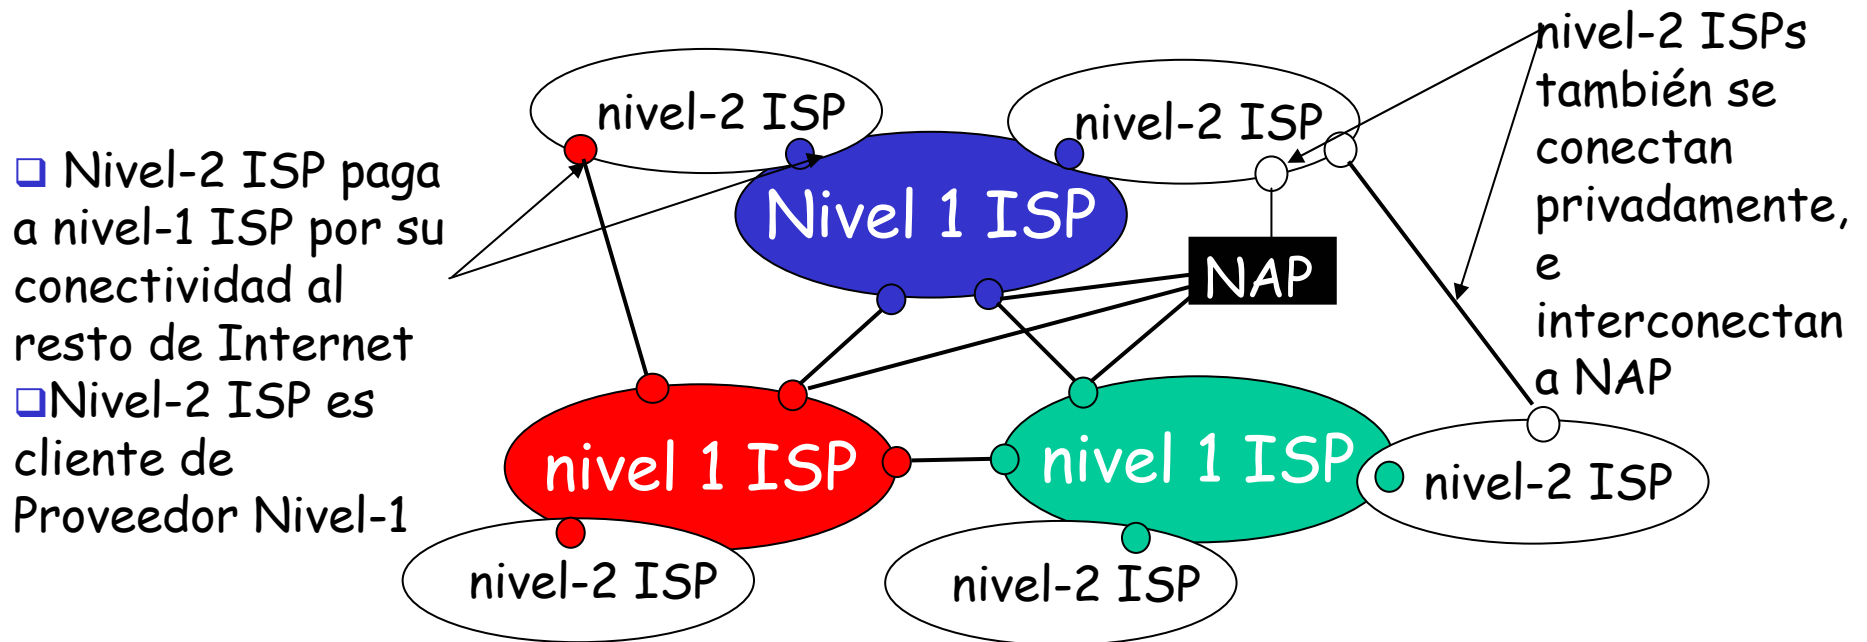 ❑ Nivel-2 ISP paga
a nivel-1 ISP por su
conectividad al
resto de Internet
❑Nivel-2 ISP es
cliente de
Proveedor Nivel-1
nivel-2 ISP
nivel-2 ISP
Nivel 1 ISP
NAP
nivel 1 ISP
nivel 1 ISP
nivel-2 ISP
nivel-2 ISP
nivel-2 ISP
nivel-2 ISPs
también se
conectan
privadamente,
e
interconectan
a NAP